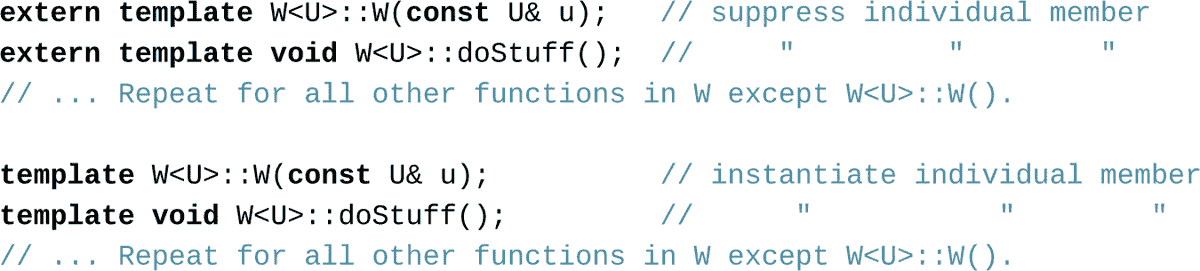 extern template W<U>::W(const U& u);   // suppress individual member
extern template void W<U>::doStuff();  //     "         "        "
// ... Repeat for all other functions in W except W<U>::W().

template W<U>::W(const U& u);          // instantiate individual member
template void W<U>::doStuff();         //      "           "        "
// ... Repeat for all other functions in W except W<U>::W().